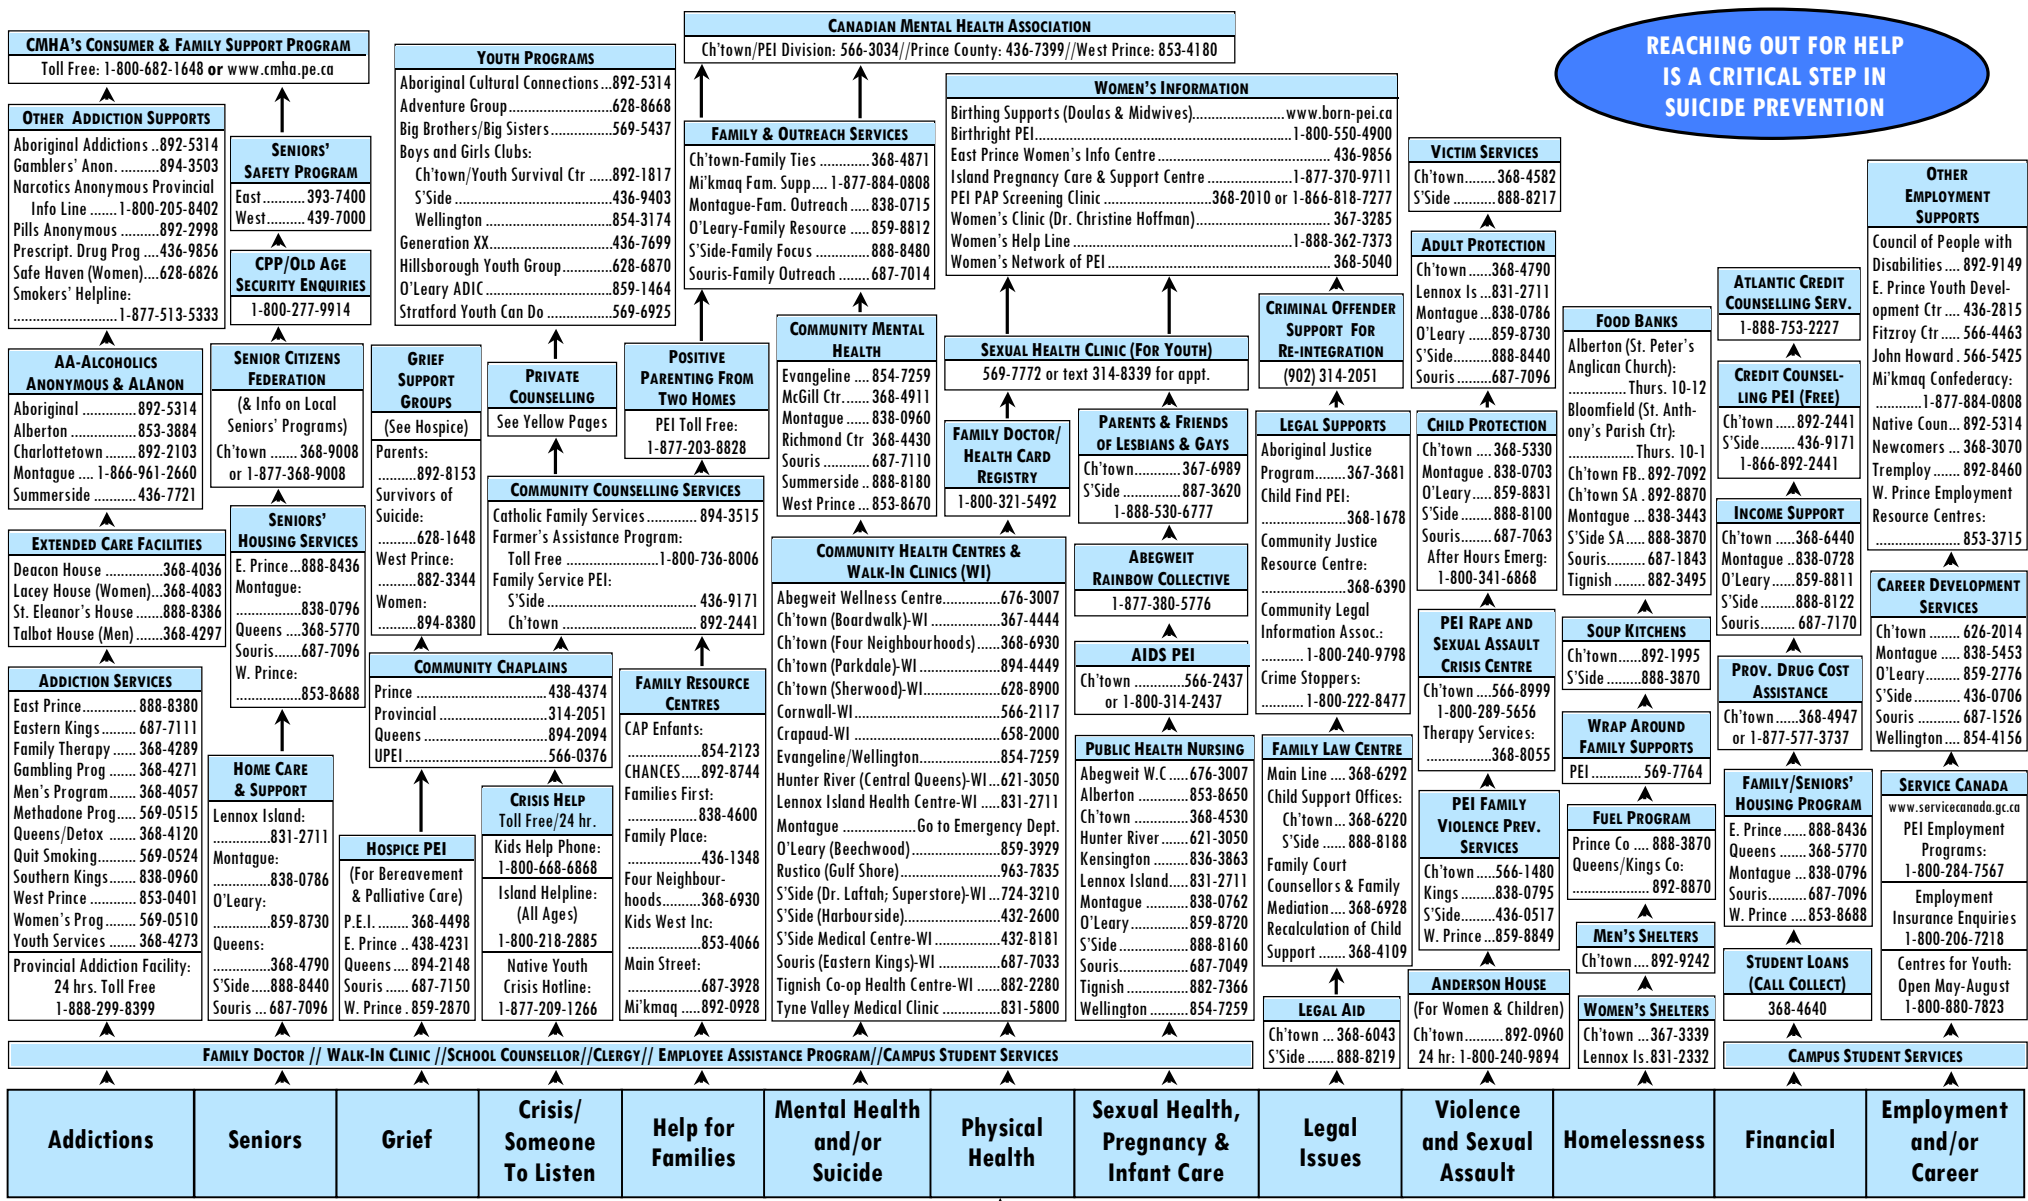 CANADIAN MENTAL HEALTH ASSOCIATION
Ch'town/PEI Division: 566-3034//Prince County: 436-7399//West Prince: 853-4180
REACHING OUT FOR HELP
IS A CRITICAL STEP IN
SUICIDE PREVENTION
CMHA'S CONSUMER & FAMILY SUPPORT PROGRAM
Toll Free: 1-800-682-1648 or www.cmha.pe.ca
OTHER ADDICTION SUPPORTS
Aboriginal Addictions ..892-5314
Gamblers' Anon. ..........894-3503
Narcotics Anonymous Provincial
Info Line .......1-800-205-8402
Pills Anonymous .........892-2998
Prescript. Drug Prog ....436-9856
Safe Haven (Women)....628-6826
Smokers' Helpline:
....................1-877-513-5333
AA-ALCOHOLICS
ANONYMOUS & ALANON
Aboriginal .............892-5314
Alberton ................853-3884
Charlottetown ........892-2103
Montague .... 1-866-961-2660
Summerside .......... 436-7721
EXTENDED CARE FACILITIES
Deacon House ..............368-4036
Lacey House (Women)...368-4083
St. Eleanor's House .......888-8386
Talbot House (Men) .......368-4297
ADDICTION SERVICES
East Prince.............. 888-8380
Eastern Kings......... 687-7111
Family Therapy ..... 368-4289
Gambling Prog ...... 368-4271
Men's Program....... 368-4057
Methadone Prog..... 569-0515
Queens/Detox ....... 368-4120
Quit Smoking......... 569-0524
Southern Kings....... 838-0960
West Prince ........... 853-0401
Women's Prog ....... 569-0510
Youth Services ....... 368-4273
Provincial Addiction Facility:
24 hrs. Toll Free
1-888-299-8399
SENIORS'
SAFETY PROGRAM
East.......... 393-7400
West......... 439-7000
CPP/OLD AGE
SECURITY ENQUIRIES
1-800-277-9914
SENIOR CITIZENS
FEDERATION
(& Info on Local
Seniors' Programs)
Ch'town ....... 368-9008
or 1-877-368-9008
SENIORS'
HOUSING SERVICES
E. Prince...888-8436
Montague:
................838-0796
Queens ....368-5770
Souris.......687-7096
W. Prince:
................853-8688
HOME CARE
& SUPPORT
Lennox Island:
..............831-2711
Montague:
..............838-0786
O'Leary:
..............859-8730
Queens:
..............368-4790
S'Side.....888-8440
Souris ... 687-7096
GRIEF
SUPPORT
GROUPS
(See Hospice)
Parents:
.........892-8153
Survivors of
Suicide:
.........628-1648
West Prince:
.........882-3344
Women:
.........894-8380
COMMUNITY CHAPLAINS
Prince ..........................438-4374
Provincial ......................314-2051
Queens .........................894-2094
UPEI .............................566-0376
HOSPICE PEI
(For Bereavement
& Palliative Care)
P.E.I. ...... 368-4498
E. Prince .. 438-4231
Queens .... 894-2148
Souris ...... 687-7150
W. Prince . 859-2870
YOUTH PROGRAMS
Aboriginal Cultural Connections...892-5314
Adventure Group......................628-8668
Big Brothers/Big Sisters.............569-5437
Boys and Girls Clubs:
Ch'town/Youth Survival Ctr .....892-1817
S'Side ...............................436-9403
Wellington .........................854-3174
Generation XX.........................436-7699
Hillsborough Youth Group...........628-6870
O'Leary ADIC..........................859-1464
Stratford Youth Can Do .............569-6925
PRIVATE
COUNSELLING
See Yellow Pages
COMMUNITY COUNSELLING SERVICES
Catholic Family Services............ 894-3515
Farmer's Assistance Program:
Toll Free ......................1-800-736-8006
Family Service PEI:
S'Side ............................... 436-9171
Ch'town ............................. 892-2441
CRISIS HELP
Toll Free/24 hr.
Kids Help Phone:
1-800-668-6868
Island Helpline:
(All Ages)
1-800-218-2885
Native Youth
Crisis Hotline:
1-877-209-1266
FAMILY & OUTREACH SERVICES
Ch'town-Family Ties ............368-4871
Mi'kmaq Fam. Supp.... 1-877-884-0808
Montague-Fam. Outreach .....838-0715
O'Leary-Family Resource .....859-8812
S'Side-Family Focus ............888-8480
Souris-Family Outreach ........687-7014
POSITIVE
PARENTING FROM
TWO HOMES
PEI Toll Free:
1-877-203-8828
FAMILY RESOURCE
CENTRES
CAP Enfants:
.................854-2123
CHANCES.....892-8744
Families First:
.................838-4600
Family Place:
.................436-1348
Four Neighbour-
hoods.........368-6930
Kids West Inc:
.................853-4066
Main Street:
.................687-3928
Mi'kmaq .....892-0928
COMMUNITY MENTAL
HEALTH
Evangeline .... 854-7259
McGill Ctr....... 368-4911
Montague ...... 838-0960
Richmond Ctr 368-4430
Souris ........... 687-7110
Summerside .. 888-8180
West Prince ... 853-8670
COMMUNITY HEALTH CENTRES &
WALK-IN CLINICS (WI)
Abegweit Wellness Centre..............676-3007
Ch'town (Boardwalk)-WI ................367-4444
Ch'town (Four Neighbourhoods) ......368-6930
Ch'town (Parkdale)-WI ..................894-4449
Ch'town (Sherwood)-WI.................628-8900
Cornwall-WI..................................566-2117
Crapaud-WI ..................................658-2000
Evangeline/Wellington...................854-7259
Hunter River (Central Queens)-WI...621-3050
Lennox Island Health Centre-WI .....831-2711
Montague .................Go to Emergency Dept.
O'Leary (Beechwood).....................859-3929
Rustico (Gulf Shore).......................963-7835
S'Side (Dr. Laftah; Superstore)-WI ...724-3210
S'Side (Harbourside)......................432-2600
S'Side Medical Centre-WI ...............432-8181
Souris (Eastern Kings)-WI ..............687-7033
Tignish Co-op Health Centre-WI ......882-2280
Tyne Valley Medical Clinic ..............831-5800
WOMEN'S INFORMATION
Birthing Supports (Doulas & Midwives)......................www.born-pei.ca
Birthright PEI..................................................1-800-550-4900
East Prince Women's Info Centre.................................. 436-9856
Island Pregnancy Care & Support Centre.................1-877-370-9711
PEI PAP Screening Clinic .....................368-2010 or 1-866-818-7277
Women's Clinic (Dr. Christine Hoffman)........................... 367-3285
Women's Help Line ...........................................1-888-362-7373
Women's Network of PEI ............................................ 368-5040
SEXUAL HEALTH CLINIC (FOR YOUTH)
569-7772 or text 314-8339 for appt.
FAMILY DOCTOR/
HEALTH CARD
REGISTRY
1-800-321-5492
PARENTS & FRIENDS
OF LESBIANS & GAYS
Ch'town............367-6989
S'Side ............... 887-3620
1-888-530-6777
ABEGWEIT
RAINBOW COLLECTIVE
1-877-380-5776
AIDS PEI
Ch'town .............566-2437
or 1-800-314-2437
PUBLIC HEALTH NURSING
Abegweit W.C .....676-3007
Alberton ............853-8650
Ch'town .............368-4530
Hunter River .......621-3050
Kensington .........836-3863
Lennox Island.....831-2711
Montague ..........838-0762
O'Leary..............859-8720
S'Side ................888-8160
Souris.................687-7049
Tignish ...............882-7366
Wellington .........854-7259
VICTIM SERVICES
Ch'town....... 368-4582
S'Side .......... 888-8217
ADULT PROTECTION
Ch'town ......368-4790
Lennox Is ...831-2711
Montague ...838-0786
O'Leary ......859-8730
S'Side.........888-8440
Souris ........687-7096
CRIMINAL OFFENDER
SUPPORT FOR
RE-INTEGRATION
(902) 314-2051
LEGAL SUPPORTS
Aboriginal Justice
Program.......367-3681
Child Find PEI:
....................368-1678
Community Justice
Resource Centre:
....................368-6390
Community Legal
Information Assoc.:
.......... 1-800-240-9798
Crime Stoppers:
.......... 1-800-222-8477
FAMILY LAW CENTRE
Main Line .... 368-6292
Child Support Offices:
Ch'town ... 368-6220
S'Side ...... 888-8188
Family Court
Counsellors & Family
Mediation .... 368-6928
Recalculation of Child
Support ....... 368-4109
LEGAL AID
Ch'town ... 368-6043
S'Side ....... 888-8219
CHILD PROTECTION
Ch'town .... 368-5330
Montague . 838-0703
O'Leary .....859-8831
S'Side ....... 888-8100
Souris.......687-7063
After Hours Emerg:
1-800-341-6868
PEI RAPE AND
SEXUAL ASSAULT
CRISIS CENTRE
Ch'town ....566-8999
1-800-289-5656
Therapy Services:
................368-8055
PEI FAMILY
VIOLENCE PREV.
SERVICES
Ch'town .....566-1480
Kings .........838-0795
S'Side.........436-0517
W. Prince ...859-8849
ANDERSON HOUSE
(For Women & Children)
Ch'town..........892-0960
24 hr: 1-800-240-9894
FOOD BANKS
Alberton (St. Peter's
Anglican Church):
..............Thurs. 10-12
Bloomfield (St. Anth-
ony's Parish Ctr):
................Thurs. 10-1
Ch'town FB.. 892-7092
Ch'town SA . 892-8870
Montague ... 838-3443
S'Side SA..... 888-3870
Souris.......... 687-1843
Tignish ........ 882-3495
SOUP KITCHENS
Ch'town......892-1995
S'Side .........888-3870
WRAP AROUND
FAMILY SUPPORTS
PEI ............ 569-7764
FUEL PROGRAM
Prince Co .... 888-3870
Queens/Kings Co:
................... 892-8870
MEN'S SHELTERS
Ch'town .... 892-9242
WOMEN'S SHELTERS
Ch'town ... 367-3339
Lennox Is. 831-2332
ATLANTIC CREDIT
COUNSELLING SERV.
1-888-753-2227
CREDIT COUNSEL-
LING PEI (FREE)
Ch'town .....892-2441
S'Side......... 436-9171
1-866-892-2441
INCOME SUPPORT
Ch'town ..... 368-6440
Montague ..838-0728
O'Leary .....859-8811
S'Side.........888-8122
Souris......... 687-7170
PROV. DRUG COST
ASSISTANCE
Ch'town ......368-4947
or 1-877-577-3737
FAMILY/SENIORS'
HOUSING PROGRAM
E. Prince...... 888-8436
Queens ....... 368-5770
Montague ... 838-0796
Souris.......... 687-7096
W. Prince .... 853-8688
STUDENT LOANS
(CALL COLLECT)
368-4640
OTHER
EMPLOYMENT
SUPPORTS
Council of People with
Disabilities .... 892-9149
E. Prince Youth Devel-
opment Ctr .... 436-2815
Fitzroy Ctr ..... 566-4463
John Howard . 566-5425
Mi'kmaq Confederacy:
...........1-877-884-0808
Native Coun... 892-5314
Newcomers ... 368-3070
Tremploy ....... 892-8460
W. Prince Employment
Resource Centres:
..................... 853-3715
CAREER DEVELOPMENT
SERVICES
Ch'town ........ 626-2014
Montague ..... 838-5453
O'Leary........ 859-2776
S'Side........... 436-0706
Souris .......... 687-1526
Wellington .... 854-4156
SERVICE CANADA
www.servicecanada.gc.ca
PEI Employment
Programs:
1-800-284-7567
Employment
Insurance Enquiries
1-800-206-7218
Centres for Youth:
Open May-August
1-800-880-7823
FAMILY DOCTOR // WALK-IN CLINIC //SCHOOL COUNSELLOR//CLERGY// EMPLOYEE ASSISTANCE PROGRAM//CAMPUS STUDENT SERVICES
CAMPUS STUDENT SERVICES
Addictions
Seniors
Grief
Crisis/
Someone
To Listen
Help for
Families
Mental Health
and/or
Suicide
Physical
Health
Sexual Health,
Pregnancy &
Infant Care
Legal
Issues
Violence
and Sexual
Assault
Homelessness
Financial
Employment
and/or
Career